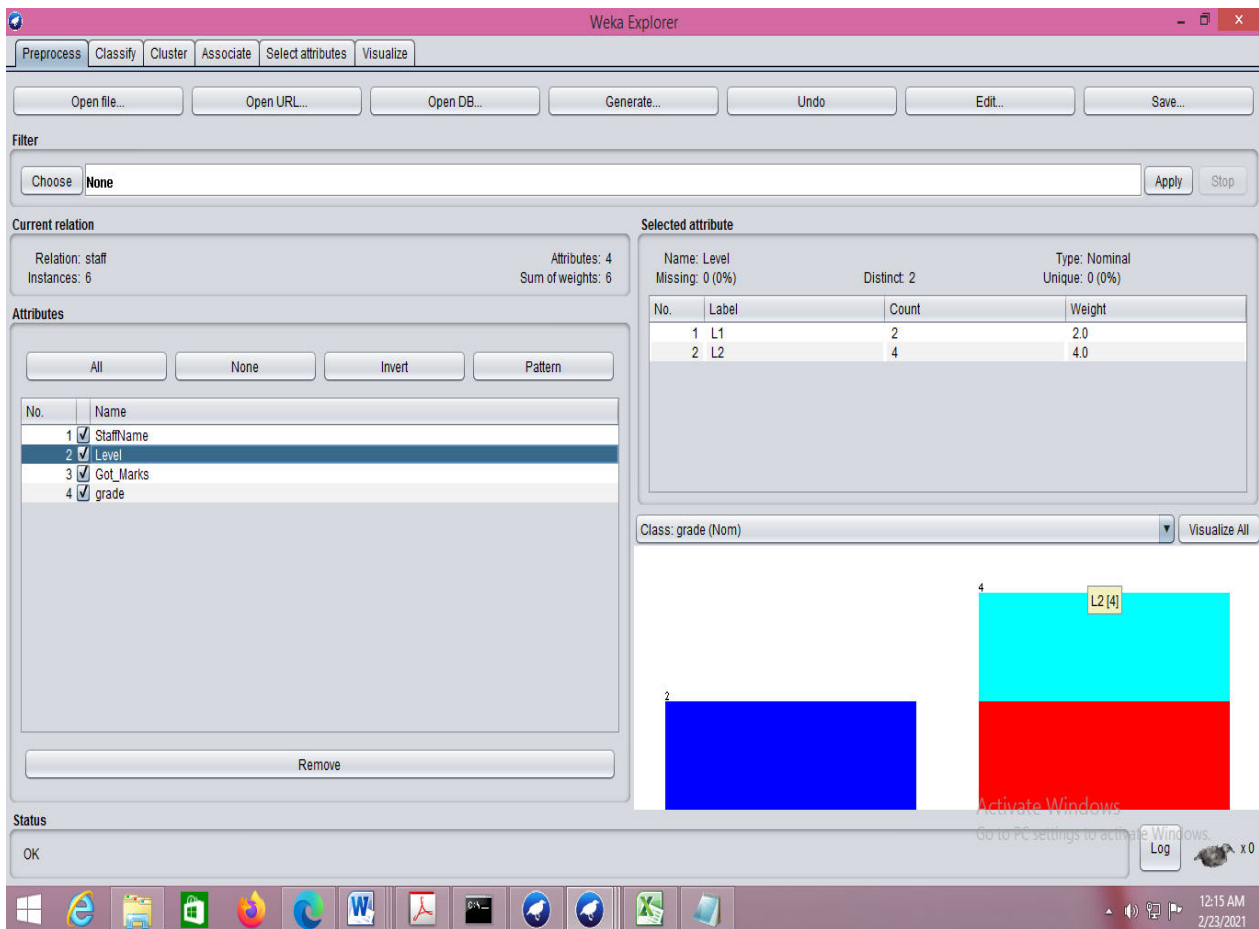 Weka Explorer
Preprocess Classify Cluster Associate Select attributes Visualize
Open file... Open URL... Open DB... Generate... Undo Edit... Save...
Filter
Choose None Apply Stop
Current relation
Relation: staff Attributes: 4
Instances: 6 Sum of weights: 6
Attributes
All None Invert Pattern
No. Name
1 StaffName
2 Level
3 Got_Marks
4 grade
Remove
Selected attribute
Name: Level Type: Nominal
Missing: 0 (0%) Distinct: 2 Unique: 0 (0%)
No. Label Count Weight
1 L1 2 2.0
2 L2 4 4.0
Class: grade (Nom) Visualize All
4
L2 [4]
2
Activate Windows
Go to PC settings to activate Windows.
Status
OK Log x 0
C:\_
12:15 AM
2/23/2021